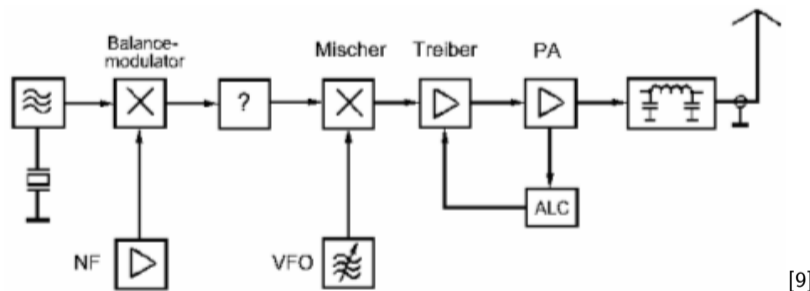 Balance-
modulator
Mischer
Treiber
PA
?
ALC
NF
VFO
[9]